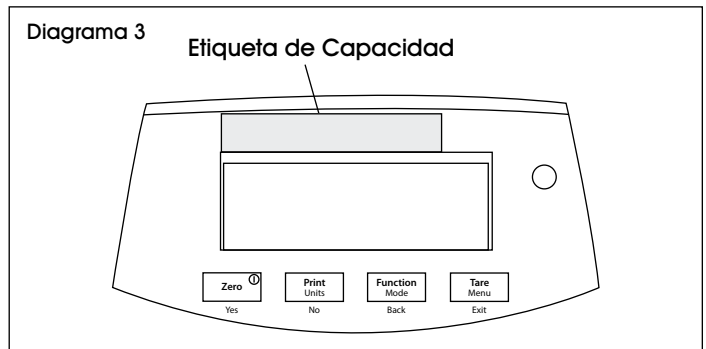 Diagrama 3
Etiqueta de Capacidad
Zero
Print
Units
Function
Mode
Tare
Menu
Yes
No
Back
Exit